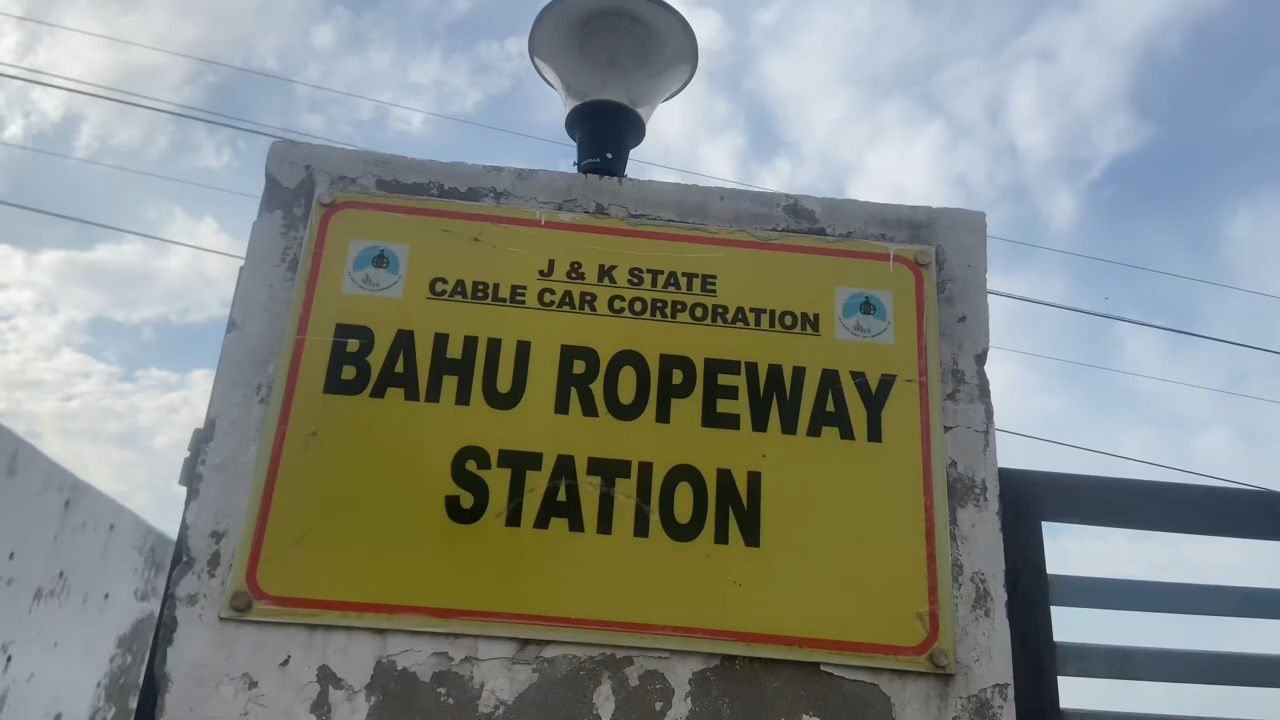 J & K STATE
CABLE CAR CORPORATION
BAHU ROPEWAY
STATION